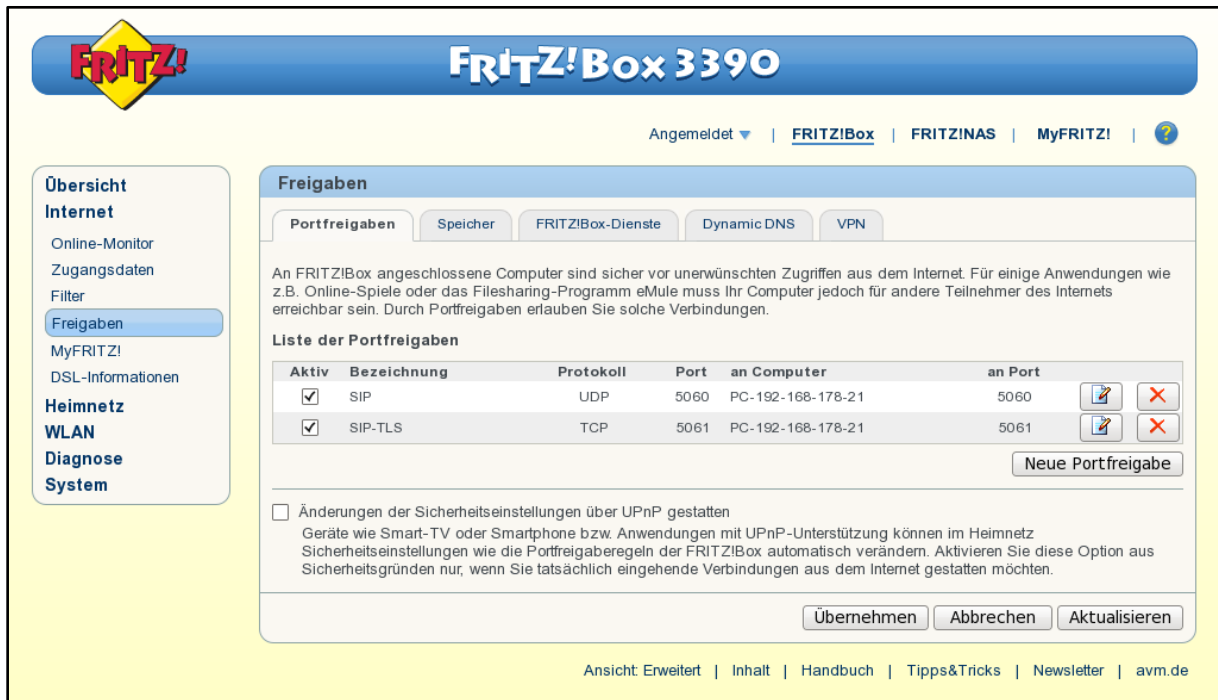 FRITZ!
FRITZ!Box 3390
Angemeldet | FRITZ!Box | FRITZ!NAS | MyFRITZ! | ?
Übersicht
Internet
Online-Monitor
Zugangsdaten
Filter
Freigaben
MyFRITZ!
DSL-Informationen
Heimnetz
WLAN
Diagnose
System
Freigaben
Portfreigaben Speicher FRITZ!Box-Dienste Dynamic DNS VPN
An FRITZ!Box angeschlossene Computer sind sicher vor unerwünschten Zugriffen aus dem Internet. Für einige Anwendungen wie
z.B. Online-Spiele oder das Filesharing-Programm eMule muss Ihr Computer jedoch für andere Teilnehmer des Internets
erreichbar sein. Durch Portfreigaben erlauben Sie solche Verbindungen.
Liste der Portfreigaben
Aktiv Bezeichnung Protokoll Port an Computer an Port
SIP UDP 5060 PC-192-168-178-21 5060
SIP-TLS TCP 5061 PC-192-168-178-21 5061
Neue Portfreigabe
Änderungen der Sicherheitseinstellungen über UPnP gestatten
Geräte wie Smart-TV oder Smartphone bzw. Anwendungen mit UPnP-Unterstützung können im Heimnetz
Sicherheitseinstellungen wie die Portfreigaberegeln der FRITZ!Box automatisch verändern. Aktivieren Sie diese Option aus
Sicherheitsgründen nur, wenn Sie tatsächlich eingehende Verbindungen aus dem Internet gestatten möchten.
Übernehmen Abbrechen Aktualisieren
Ansicht: Erweitert | Inhalt | Handbuch | Tipps&Tricks | Newsletter | avm.de